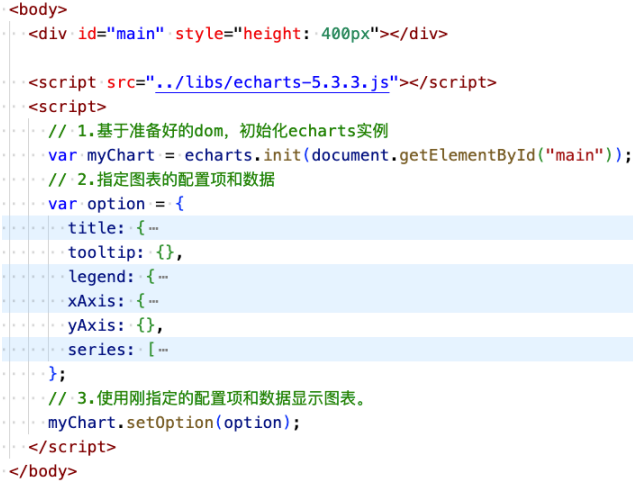 <body>
<div id="main" style="height: 400px"></div>
<script src="../libs/echarts-5.3.3.js"></script>
<script>
// 1.基于准备好的dom，初始化echarts实例
var myChart = echarts.init(document.getElementById("main"));
// 2.指定图表的配置项和数据
var option = {
title: {⋯
tooltip: {},
legend: {⋯
xAxis: {⋯
yAxis: {},
series: [⋯
};
// 3.使用刚指定的配置项和数据显示图表。
myChart.setOption(option);
</script>
</body>